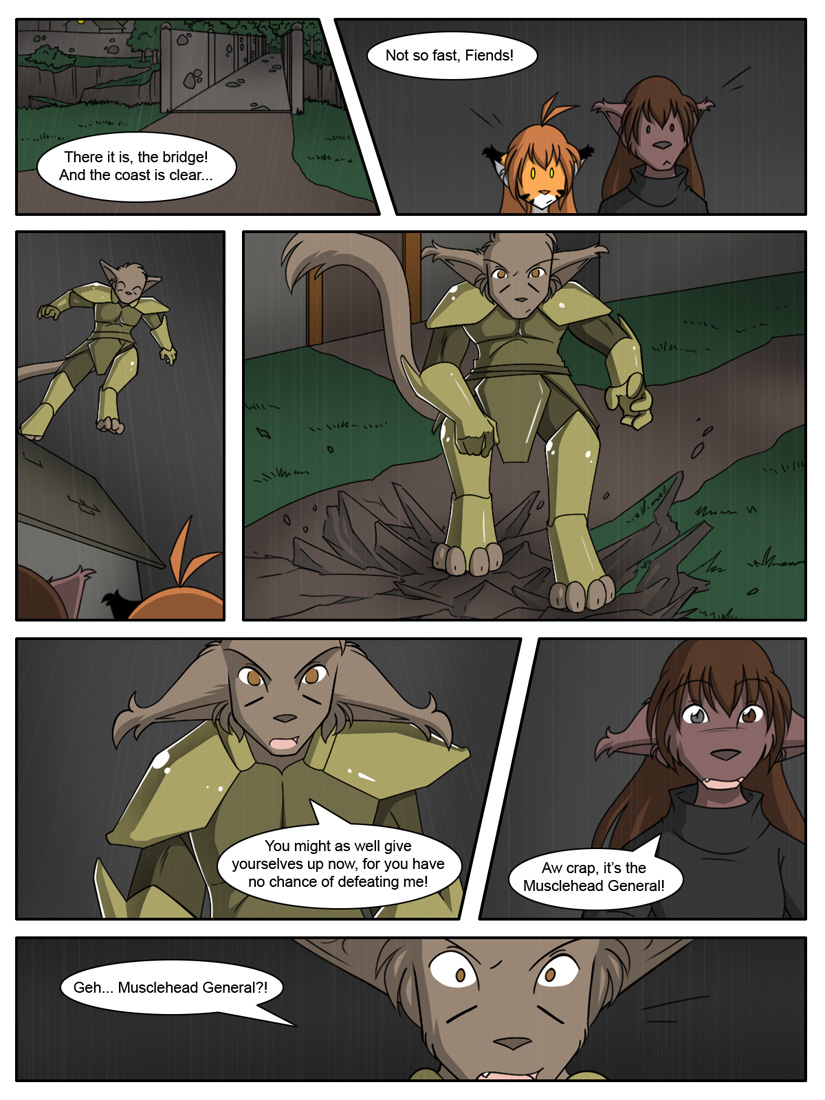 There it is, the bridge!
And the coast is clear...
Not so fast, Fiends!
You might as well give
yourselves up now, for you have
no chance of defeating me!
Aw crap, it's the
Musclehead General!
Geh... Musclehead General?!